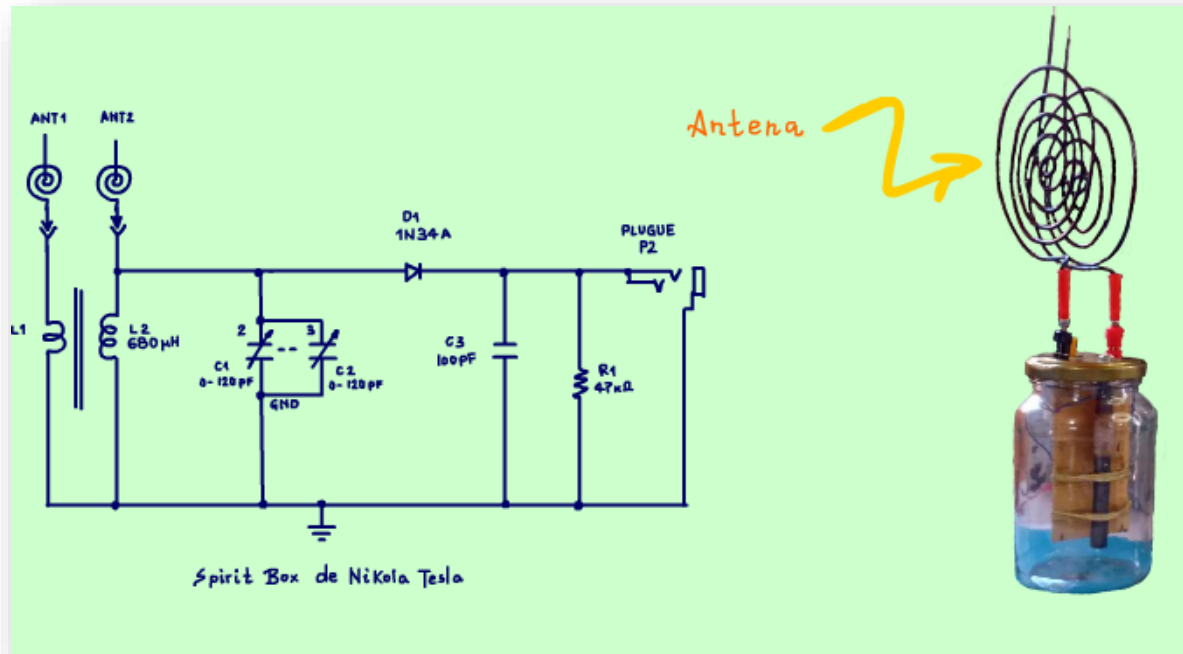 ANT1
ANT2
Antena
D1
1N34A
PLUGUE
P2
L1
L2
680µH
2
3
C1
0-120PF
C2
0-120PF
GND
C3
100PF
R1
47KΩ
Spirit Box de Nikola Tesla